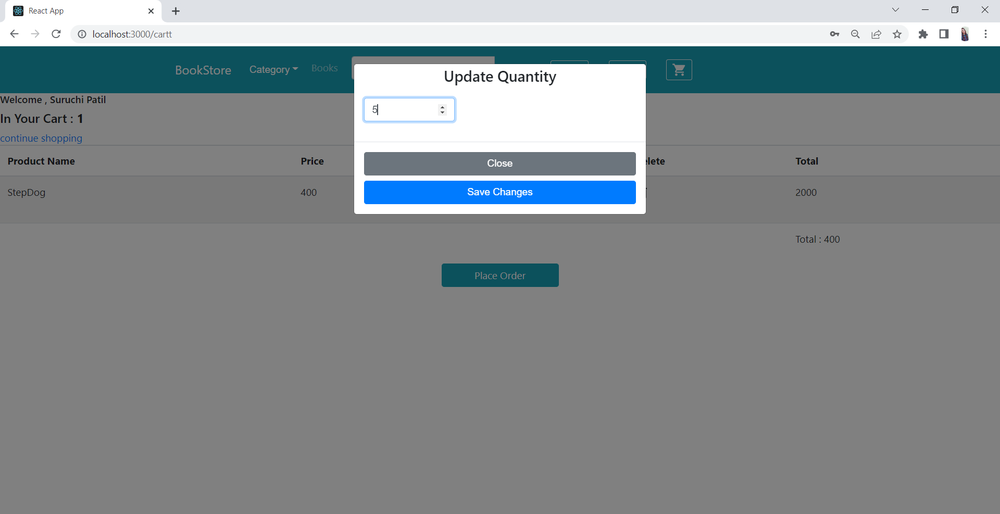 React App
localhost:3000/cartt
BookStore
Category
Books
Update Quantity
Welcome , Suruchi Patil
5
In Your Cart : 1
continue shopping
Product Name Price Total
Close
StepDog 400 2000
Save Changes
Total : 400
Place Order